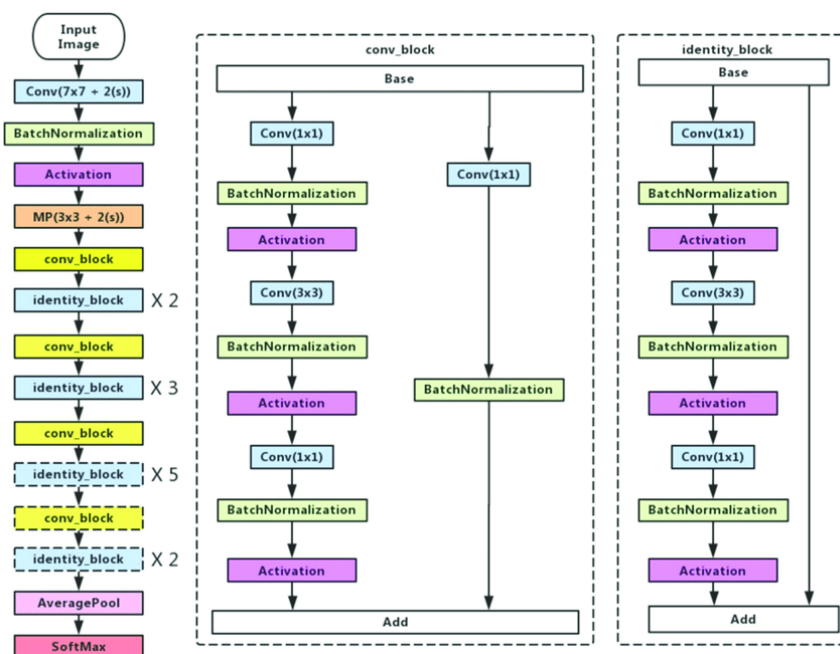 Input
Image
Conv(7x7 + 2(s))
BatchNormalization
Activation
MP(3x3 + 2(s))
conv_block
identity_block X 2
conv_block
identity_block X 3
conv_block
identity_block X 5
conv_block
identity_block X 2
AveragePool
SoftMax
conv_block
Base
Conv(1x1)
BatchNormalization
Activation
Conv(3x3)
BatchNormalization
Activation
Conv(1x1)
BatchNormalization
Activation
Conv(1x1)
BatchNormalization
Add
identity_block
Base
Conv(1x1)
BatchNormalization
Activation
Conv(3x3)
BatchNormalization
Activation
Conv(1x1)
BatchNormalization
Activation
Add